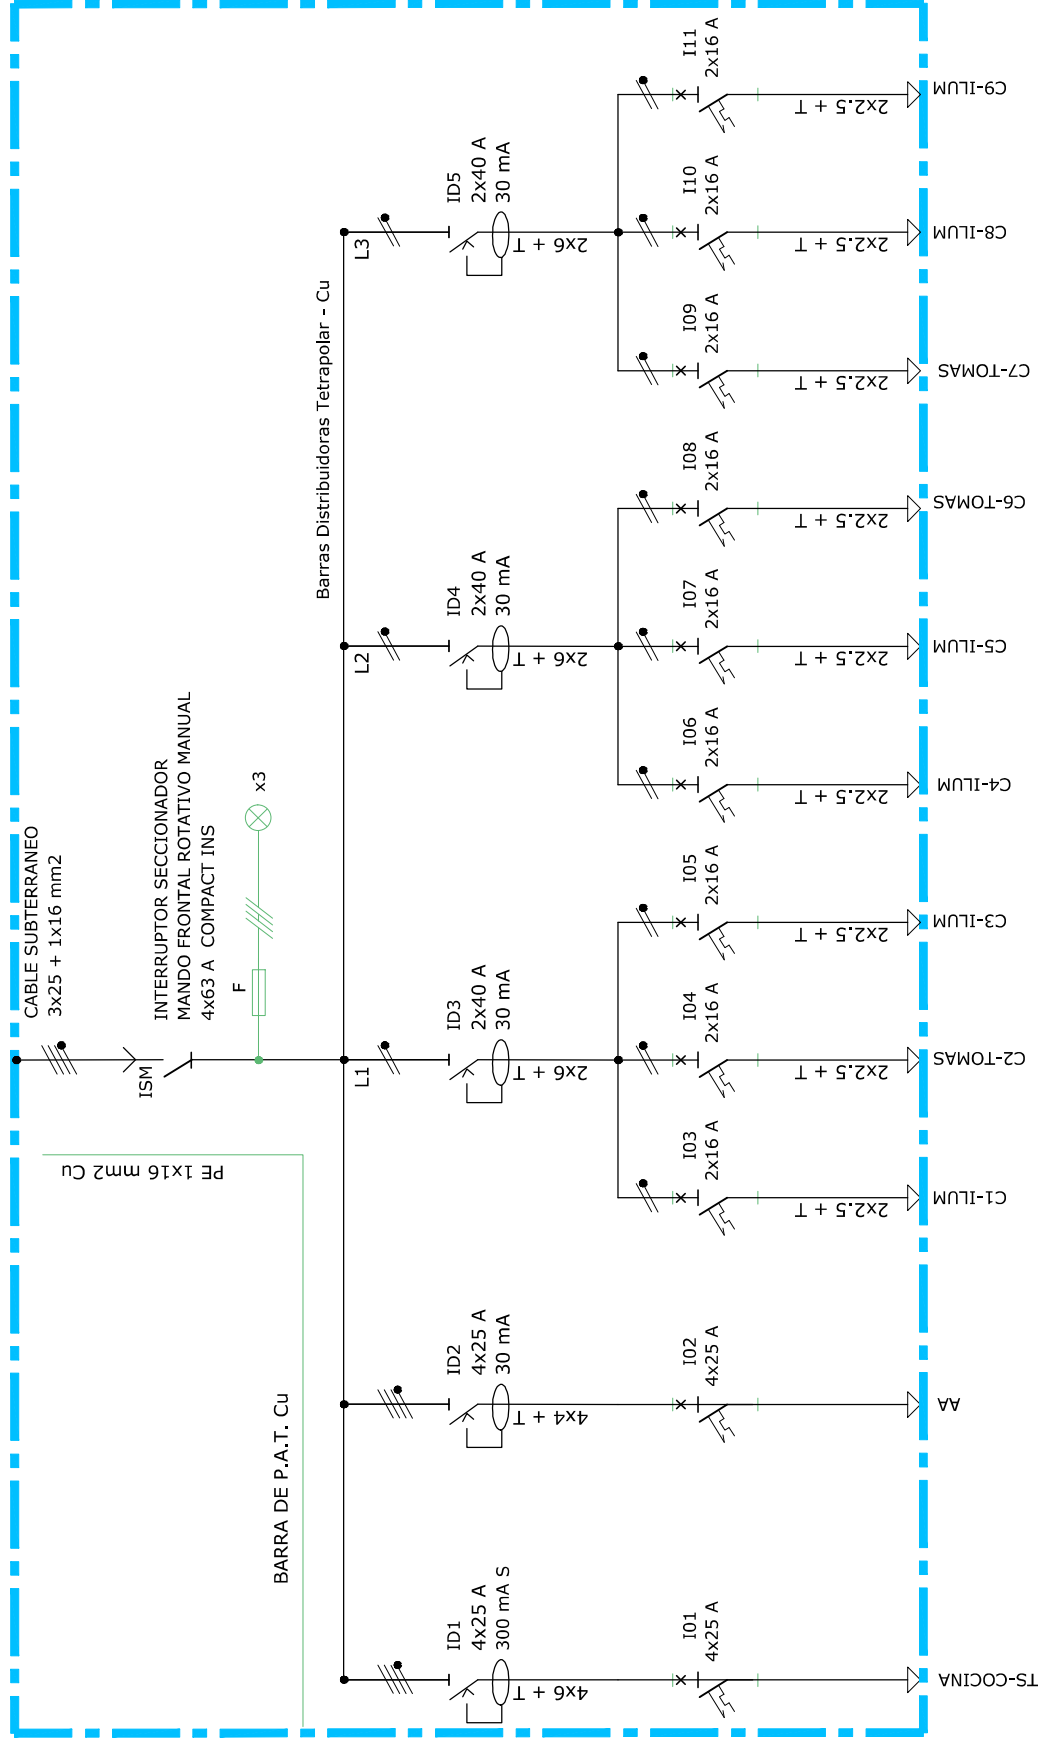 CABLE SUBTERRANEO
3x25 + 1x16 mm2
ISM
INTERRUPTOR SECCIONADOR
MANDO FRONTAL ROTATIVO MANUAL
4x63 A COMPACT INS
F
x3
PE 1x16 mm2 Cu
BARRA DE P.A.T. Cu
Barras Distribuidoras Tetrapolar - Cu
L1
L2
L3
ID1
4x25 A
300 mA S
4x6 + T
ID2
4x25 A
30 mA
4x4 + T
ID3
2x40 A
30 mA
2x6 + T
ID4
2x40 A
30 mA
2x6 + T
ID5
2x40 A
30 mA
2x6 + T
I01
4x25 A
I02
4x25 A
I03
2x16 A
2x2.5 + T
I04
2x16 A
2x2.5 + T
I05
2x16 A
2x2.5 + T
I06
2x16 A
2x2.5 + T
I07
2x16 A
2x2.5 + T
I08
2x16 A
2x2.5 + T
I09
2x16 A
2x2.5 + T
I10
2x16 A
2x2.5 + T
I11
2x16 A
2x2.5 + T
TS-COCINA
AA
C1-ILUM
C2-TOMAS
C3-ILUM
C4-ILUM
C5-ILUM
C6-TOMAS
C7-TOMAS
C8-ILUM
C9-ILUM